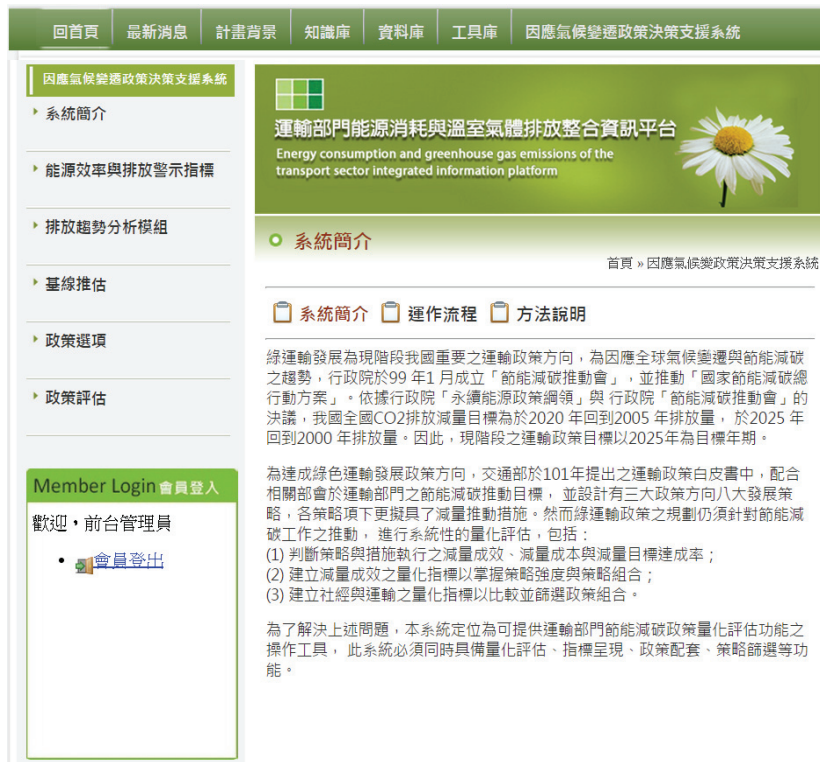 回首頁 最新消息 計畫背景 知識庫 資料庫 工具庫 因應氣候變遷政策決策支援系統
因應氣候變遷政策決策支援系統
系統簡介
能源效率與排放警示指標
排放趨勢分析模組
基線推估
政策選項
政策評估
Member Login 會員登入
歡迎，前台管理員
會員登出
運輸部門能源消耗與溫室氣體排放整合資訊平台
Energy consumption and greenhouse gas emissions of the
transport sector integrated information platform
系統簡介
首頁 » 因應氣候變政策決策支援系統
系統簡介 運作流程 方法說明
綠運輸發展為現階段我國重要之運輸政策方向，為因應全球氣候變遷與節能減碳
之趨勢，行政院於99 年1 月成立「節能減碳推動會」，並推動「國家節能減碳總
行動方案」。依據行政院「永續能源政策綱領」與 行政院「節能減碳推動會」的
決議，我國全國CO2排放減量目標為於2020 年回到2005 年排放量， 於2025 年
回到2000 年排放量。因此，現階段之運輸政策目標以2025年為目標年期。
為達成綠色運輸發展政策方向，交通部於101年提出之運輸政策白皮書中，配合
相關部會於運輸部門之節能減碳推動目標， 並設計有三大政策方向八大發展策
略，各策略項下更擬具了減量推動措施。然而綠運輸政策之規劃仍須針對節能減
碳工作之推動， 進行系統性的量化評估，包括：
(1) 判斷策略與措施執行之減量成效、減量成本與減量目標達成率；
(2) 建立減量成效之量化指標以掌握策略強度與策略組合；
(3) 建立社經與運輸之量化指標以比較並篩選政策組合。
為了解決上述問題，本系統定位為可提供運輸部門節能減碳政策量化評估功能之
操作工具， 此系統必須同時具備量化評估、指標呈現、政策配套、策略篩選等功
能。